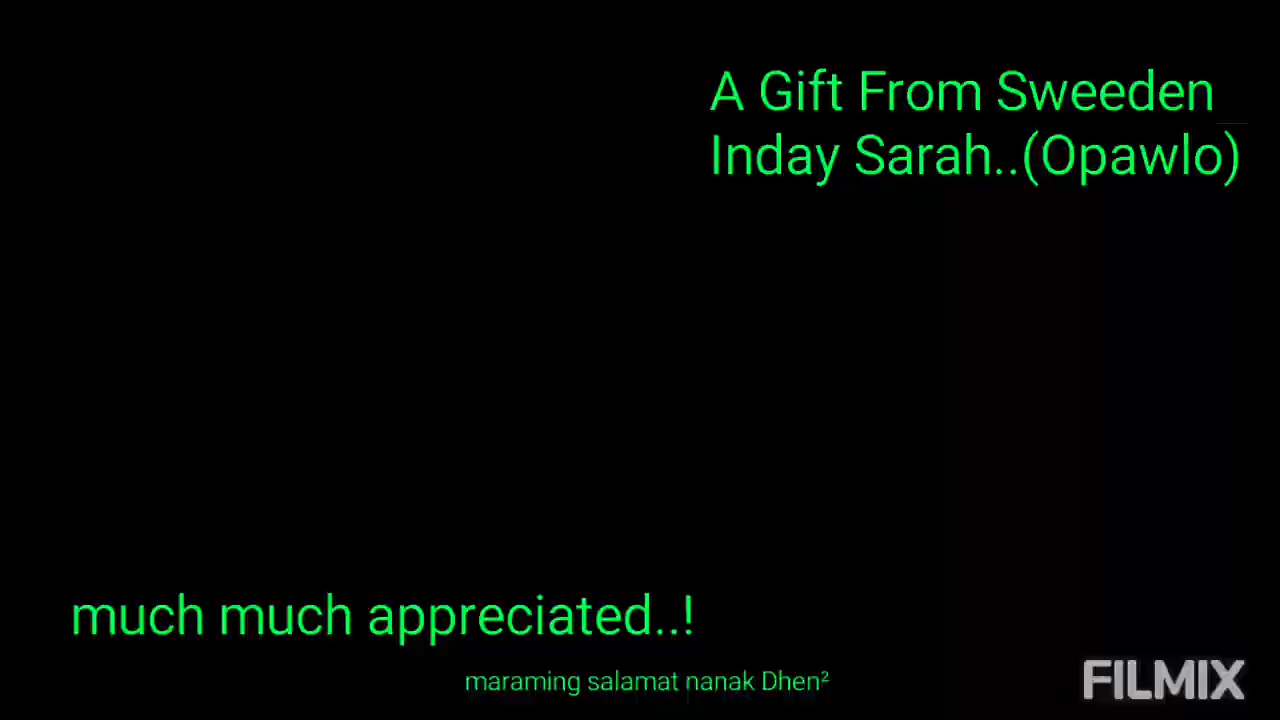 A Gift From Sweeden
Inday Sarah..(Opawlo)
much much appreciated..!
maraming salamat nanak Dhen²
FILMIX